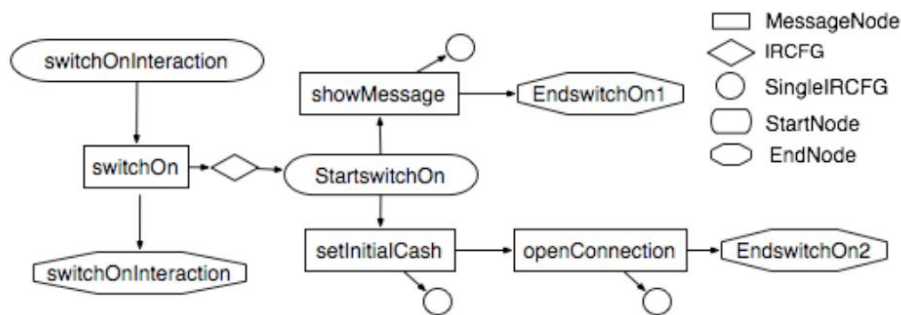 switchOnInteraction
switchOn
switchOnInteraction
showMessage
EndswitchOn1
StartswitchOn
setInitialCash
openConnection
EndswitchOn2
MessageNode
IRCFG
SingleIRCFG
StartNode
EndNode